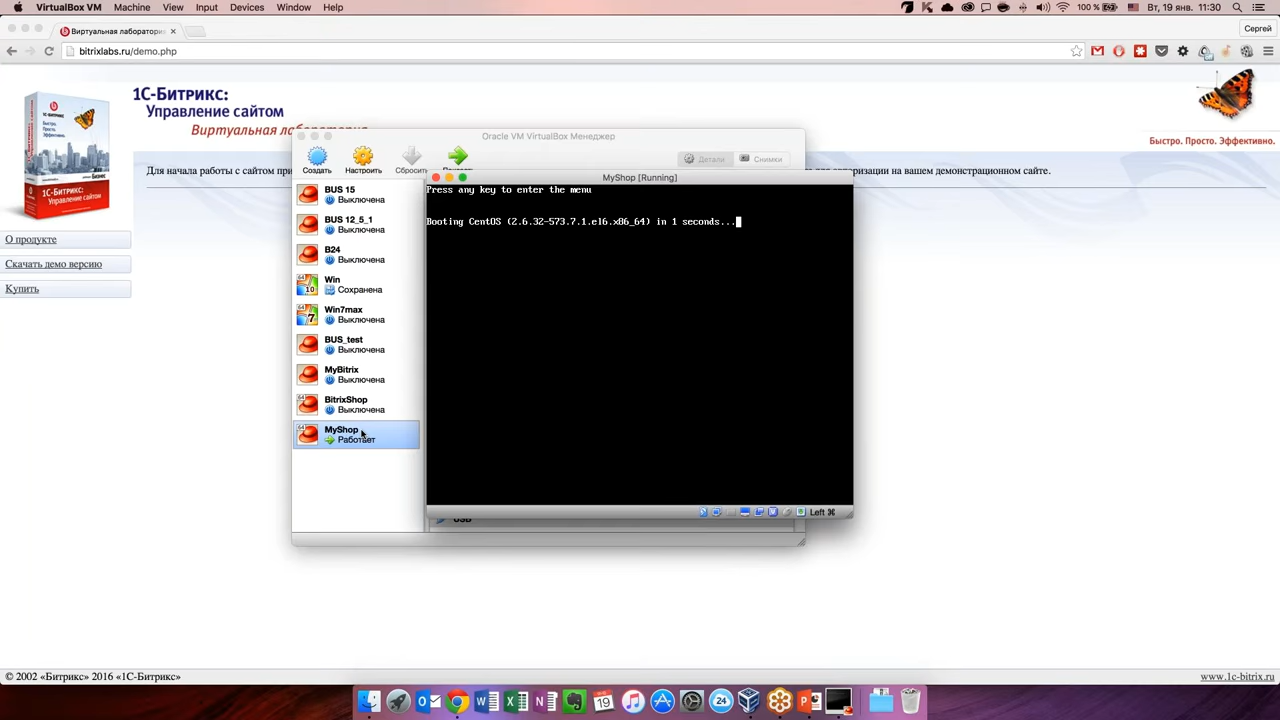 VirtualBox VM Machine View Input Devices Window Help
100 % Вт, 19 янв. 11:30
Виртуальная лаборатори
Сергей
bitrixlabs.ru/demo.php
1С-Битрикс:
Управление сайтом
Виртуальная лаборатория
Быстро. Просто. Эффективно.
Oracle VM VirtualBox Менеджер
Создать Настроить Сбросить
Детали Снимки
Для начала работы с сайтом при
авторизации на вашем демонстрационном сайте.
О продукте
Скачать демо версию
Купить
BUS 15
Выключена
BUS 12_5_1
Выключена
B24
Выключена
Win
Сохранена
Win7max
Выключена
BUS_test
Выключена
MyBitrix
Выключена
BitrixShop
Выключена
MyShop
Работает
MyShop [Running]
Press any key to enter the menu
Booting CentOS (2.6.32-573.7.1.el6.x86_64) in 1 seconds...
Left ⌘
USB
© 2002 «Битрикс» 2016 «1С-Битрикс»
www.1c-bitrix.ru